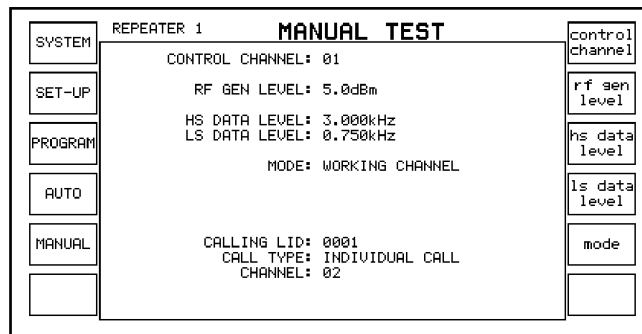 REPEATER 1 MANUAL TEST
SYSTEM
SET-UP
PROGRAM
AUTO
MANUAL
CONTROL CHANNEL: 01
RF GEN LEVEL: 5.0dBm
HS DATA LEVEL: 3.000kHz
LS DATA LEVEL: 0.750kHz
MODE: WORKING CHANNEL
CALLING LID: 0001
CALL TYPE: INDIVIDUAL CALL
CHANNEL: 02
control
channel
rf gen
level
hs data
level
ls data
level
mode